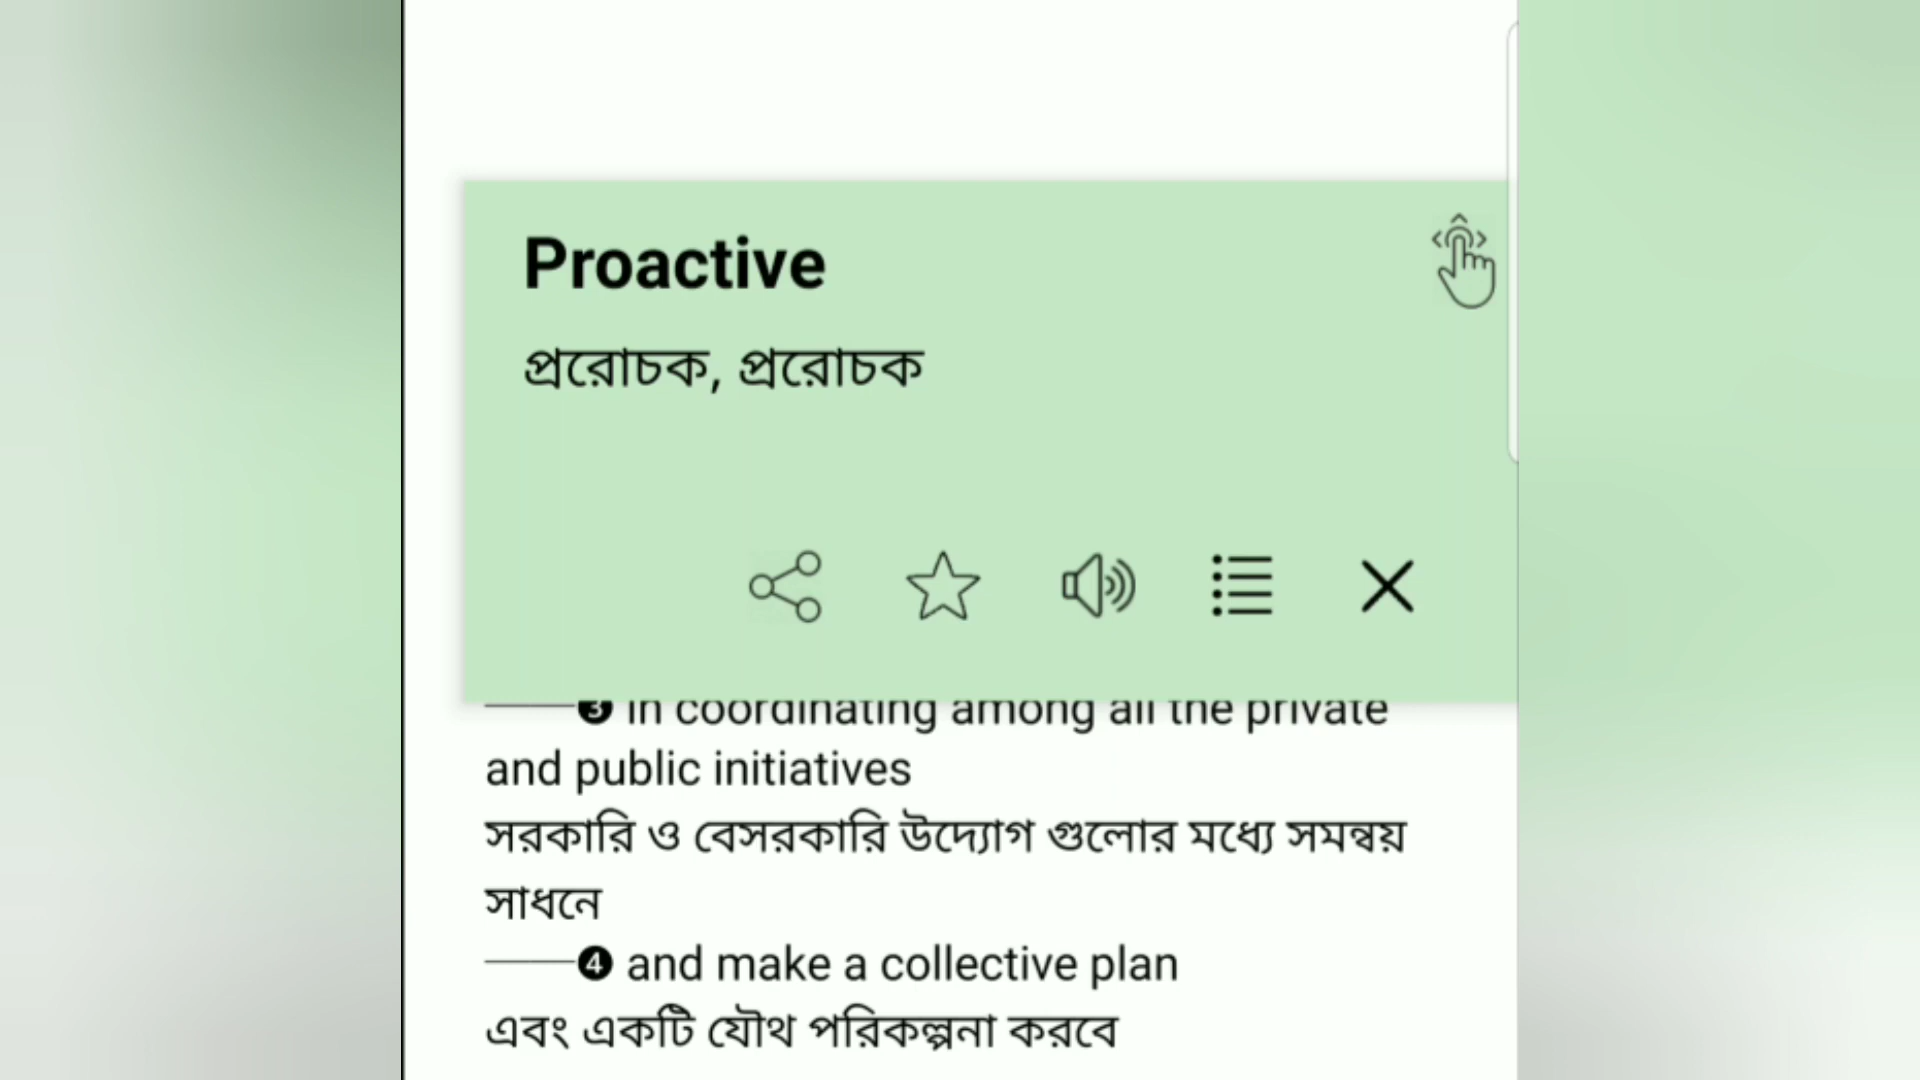 Proactive
প্ররোচক, প্ররোচক
❸ in coordinating among all the private
and public initiatives
সরকারি ও বেসরকারি উদ্যোগ গুলোর মধ্যে সমন্বয়
সাধনে
❹ and make a collective plan
এবং একটি যৌথ পরিকল্পনা করবে